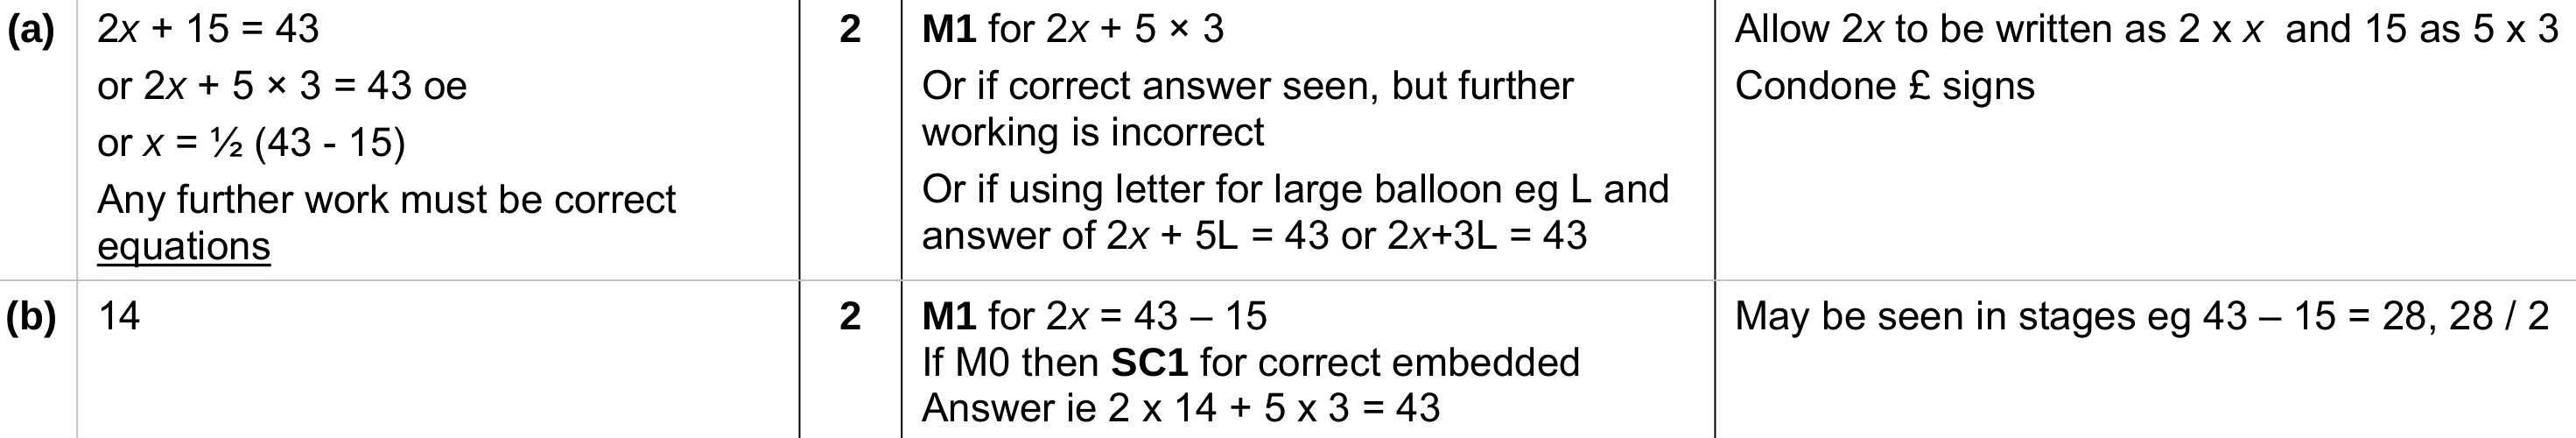 (a) 2x + 15 = 43 2 M1 for 2x + 5 × 3 Allow 2x to be written as 2 x x and 15 as 5 x 3
or 2x + 5 × 3 = 43 oe Or if correct answer seen, but further Condone £ signs
working is incorrect
or x = ½ (43 - 15)
Any further work must be correct Or if using letter for large balloon eg L and
equations answer of 2x + 5L = 43 or 2x+3L = 43
(b) 14 2 M1 for 2x = 43 – 15 May be seen in stages eg 43 – 15 = 28, 28 / 2
If M0 then SC1 for correct embedded
Answer ie 2 x 14 + 5 x 3 = 43